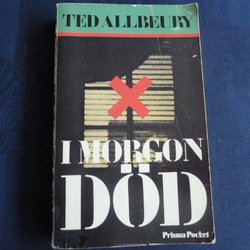 TED ALLBEURY
I MORGON
DÖD
Prisma Pocket